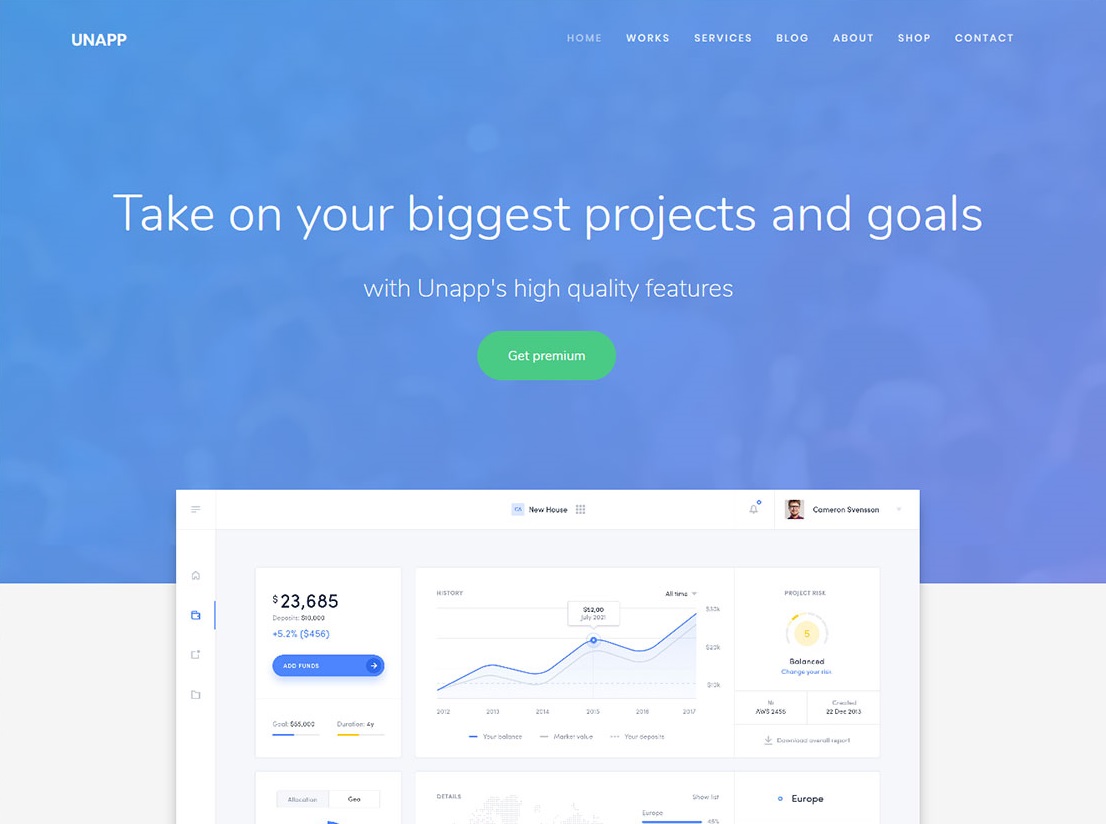 UNAPP
HOME WORKS SERVICES BLOG ABOUT SHOP CONTACT
Take on your biggest projects and goals
with Unapp's high quality features
Get premium
New House
Cameron Svensson
$23,685
Deposits: $10,000
+5,2% ($456)
ADD FUNDS
Goal: $55,000 Duration: 4y
HISTORY
All time
$52,00
July 2021
$30k
$20k
$10k
2012 2013 2014 2015 2016 2017
Your balance Market value Your deposits
PROJECT RISK
5
Balanced
Change your risk
№ Created
AWS 2455 22 Dec 2013
Download overall report
Allocation Geo
DETAILS
Show list
Europe
45%
Europe